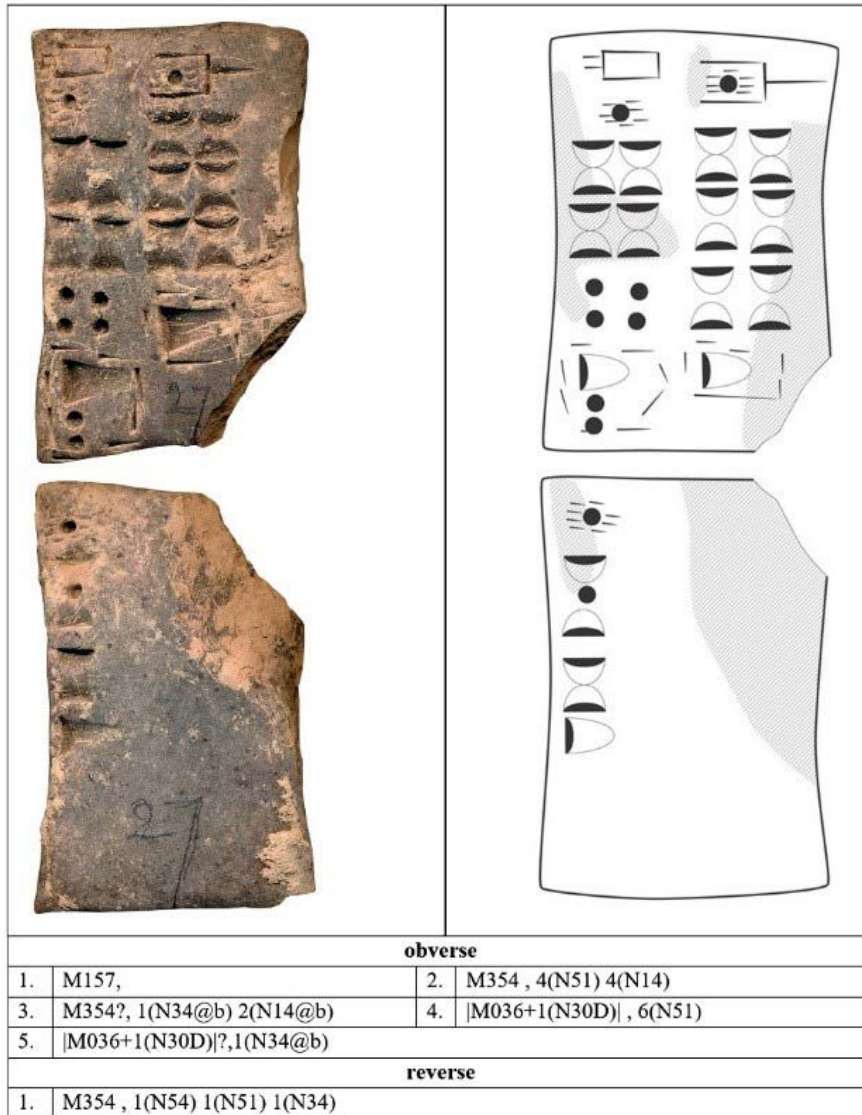 27
27
obverse
1. M157,
2. M354 , 4(N51) 4(N14)
3. M354?, 1(N34@b) 2(N14@b)
4. |M036+1(N30D)| , 6(N51)
5. |M036+1(N30D)|?,1(N34@b)
reverse
1. M354 , 1(N54) 1(N51) 1(N34)